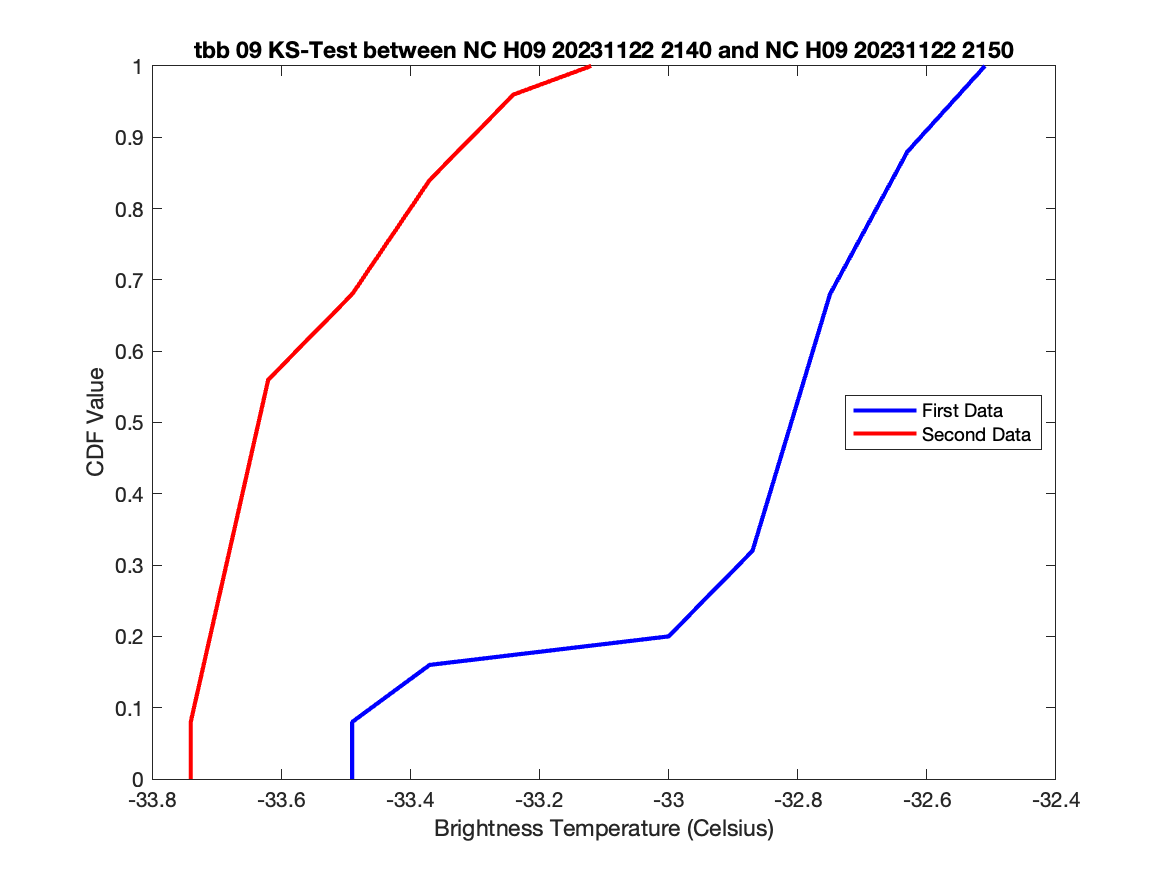 tbb 09 KS-Test between NC H09 20231122 2140 and NC H09 20231122 2150
1
0.9
0.8
0.7
0.6
0.5
0.4
0.3
0.2
0.1
0
CDF Value
First Data
Second Data
-33.8 -33.6 -33.4 -33.2 -33 -32.8 -32.6 -32.4
Brightness Temperature (Celsius)